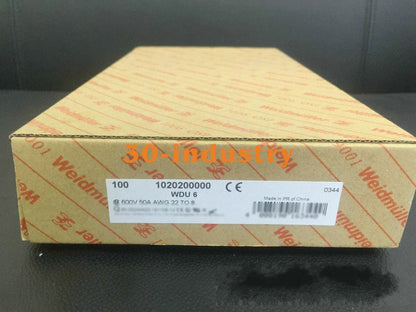 30-industry
Weidmüller
100 1020200000 CE 0344
WDU 6 Made in PR of China
600V 50A AWG 22 TO 8